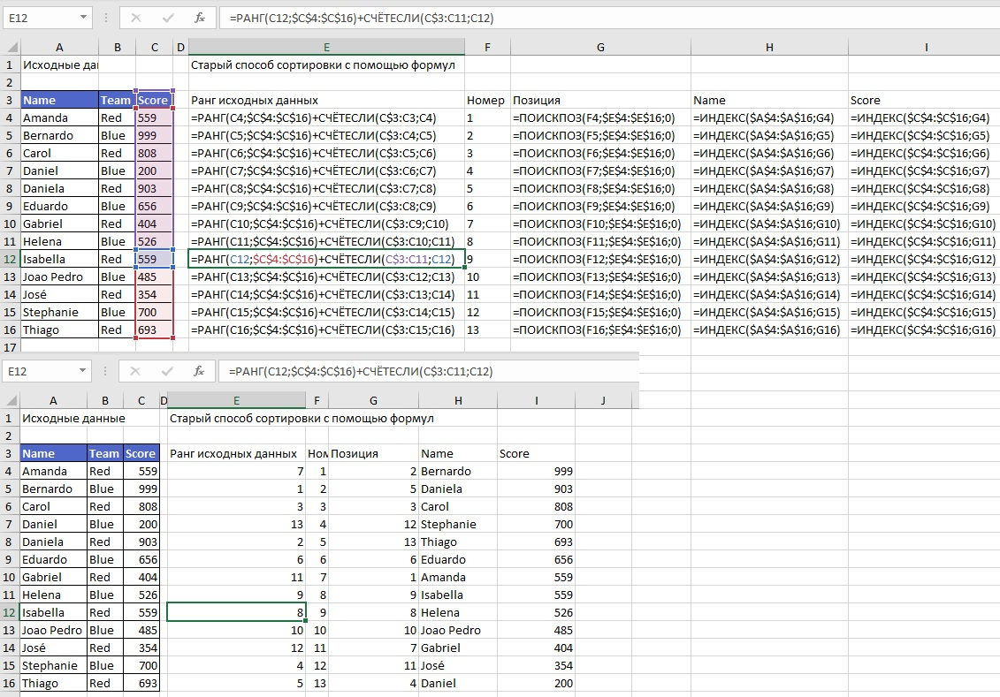 E12 fx =РАНГ(C12;$C$4:$C$16)+СЧЁТЕСЛИ(C$3:C11;C12)
A B C D E F G H I
1 Исходные дан Старый способ сортировки с помощью формул
2
3 Name Team Score Ранг исходных данных Номер Позиция Name Score
4 Amanda Red 559 =РАНГ(C4;$C$4:$C$16)+СЧЁТЕСЛИ(C$3:C3;C4) 1 =ПОИСКПОЗ(F4;$E$4:$E$16;0) =ИНДЕКС($A$4:$A$16;G4) =ИНДЕКС($C$4:$C$16;G4)
5 Bernardo Blue 999 =РАНГ(C5;$C$4:$C$16)+СЧЁТЕСЛИ(C$3:C4;C5) 2 =ПОИСКПОЗ(F5;$E$4:$E$16;0) =ИНДЕКС($A$4:$A$16;G5) =ИНДЕКС($C$4:$C$16;G5)
6 Carol Red 808 =РАНГ(C6;$C$4:$C$16)+СЧЁТЕСЛИ(C$3:C5;C6) 3 =ПОИСКПОЗ(F6;$E$4:$E$16;0) =ИНДЕКС($A$4:$A$16;G6) =ИНДЕКС($C$4:$C$16;G6)
7 Daniel Blue 200 =РАНГ(C7;$C$4:$C$16)+СЧЁТЕСЛИ(C$3:C6;C7) 4 =ПОИСКПОЗ(F7;$E$4:$E$16;0) =ИНДЕКС($A$4:$A$16;G7) =ИНДЕКС($C$4:$C$16;G7)
8 Daniela Red 903 =РАНГ(C8;$C$4:$C$16)+СЧЁТЕСЛИ(C$3:C7;C8) 5 =ПОИСКПОЗ(F8;$E$4:$E$16;0) =ИНДЕКС($A$4:$A$16;G8) =ИНДЕКС($C$4:$C$16;G8)
9 Eduardo Blue 656 =РАНГ(C9;$C$4:$C$16)+СЧЁТЕСЛИ(C$3:C8;C9) 6 =ПОИСКПОЗ(F9;$E$4:$E$16;0) =ИНДЕКС($A$4:$A$16;G9) =ИНДЕКС($C$4:$C$16;G9)
10 Gabriel Red 404 =РАНГ(C10;$C$4:$C$16)+СЧЁТЕСЛИ(C$3:C9;C10) 7 =ПОИСКПОЗ(F10;$E$4:$E$16;0) =ИНДЕКС($A$4:$A$16;G10) =ИНДЕКС($C$4:$C$16;G10)
11 Helena Blue 526 =РАНГ(C11;$C$4:$C$16)+СЧЁТЕСЛИ(C$3:C10;C11) 8 =ПОИСКПОЗ(F11;$E$4:$E$16;0) =ИНДЕКС($A$4:$A$16;G11) =ИНДЕКС($C$4:$C$16;G11)
12 Isabella Red 559 =РАНГ(C12;$C$4:$C$16)+СЧЁТЕСЛИ(C$3:C11;C12) 9 =ПОИСКПОЗ(F12;$E$4:$E$16;0) =ИНДЕКС($A$4:$A$16;G12) =ИНДЕКС($C$4:$C$16;G12)
13 Joao Pedro Blue 485 =РАНГ(C13;$C$4:$C$16)+СЧЁТЕСЛИ(C$3:C12;C13) 10 =ПОИСКПОЗ(F13;$E$4:$E$16;0) =ИНДЕКС($A$4:$A$16;G13) =ИНДЕКС($C$4:$C$16;G13)
14 José Red 354 =РАНГ(C14;$C$4:$C$16)+СЧЁТЕСЛИ(C$3:C13;C14) 11 =ПОИСКПОЗ(F14;$E$4:$E$16;0) =ИНДЕКС($A$4:$A$16;G14) =ИНДЕКС($C$4:$C$16;G14)
15 Stephanie Blue 700 =РАНГ(C15;$C$4:$C$16)+СЧЁТЕСЛИ(C$3:C14;C15) 12 =ПОИСКПОЗ(F15;$E$4:$E$16;0) =ИНДЕКС($A$4:$A$16;G15) =ИНДЕКС($C$4:$C$16;G15)
16 Thiago Red 693 =РАНГ(C16;$C$4:$C$16)+СЧЁТЕСЛИ(C$3:C15;C16) 13 =ПОИСКПОЗ(F16;$E$4:$E$16;0) =ИНДЕКС($A$4:$A$16;G16) =ИНДЕКС($C$4:$C$16;G16)
17
E12 fx =РАНГ(C12;$C$4:$C$16)+СЧЁТЕСЛИ(C$3:C11;C12)
A B C D E F G H I J
1 Исходные данные Старый способ сортировки с помощью формул
2
3 Name Team Score Ранг исходных данных Ном Позиция Name Score
4 Amanda Red 559 7 1 2 Bernardo 999
5 Bernardo Blue 999 1 2 5 Daniela 903
6 Carol Red 808 3 3 3 Carol 808
7 Daniel Blue 200 13 4 12 Stephanie 700
8 Daniela Red 903 2 5 13 Thiago 693
9 Eduardo Blue 656 6 6 6 Eduardo 656
10 Gabriel Red 404 11 7 1 Amanda 559
11 Helena Blue 526 9 8 9 Isabella 559
12 Isabella Red 559 8 9 8 Helena 526
13 Joao Pedro Blue 485 10 10 10 Joao Pedro 485
14 José Red 354 12 11 7 Gabriel 404
15 Stephanie Blue 700 4 12 11 José 354
16 Thiago Red 693 5 13 4 Daniel 200